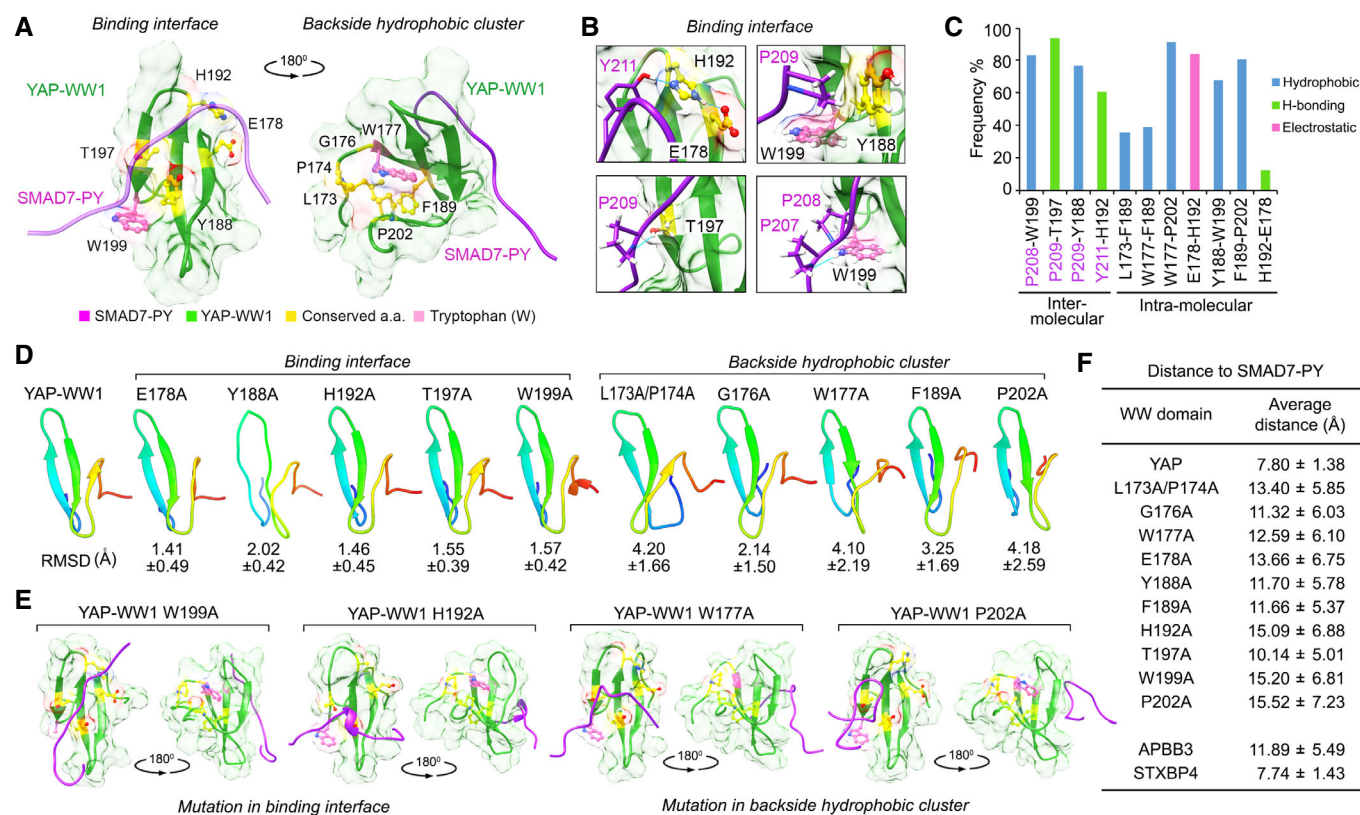 A
Binding interface
Backside hydrophobic cluster
180⁰
YAP-WW1
H192
E178
T197
SMAD7-PY
Y188
W199
YAP-WW1
W177
G176
P174
L173
F189
P202
SMAD7-PY
SMAD7-PY
YAP-WW1
Conserved a.a.
Tryptophan (W)
B
Binding interface
Y211
H192
E178
P209
W199
Y188
P209
T197
P208
P207
W199
C
Frequency %
100
80
60
40
20
0
Hydrophobic
H-bonding
Electrostatic
P208-W199
P209-T197
P209-Y188
Y211-H192
L173-F189
W177-F189
W177-P202
E178-H192
Y188-W199
F189-P202
H192-E178
Inter-
molecular
Intra-molecular
D
Binding interface
Backside hydrophobic cluster
YAP-WW1 E178A Y188A H192A T197A W199A L173A/P174A G176A W177A F189A P202A
RMSD (Å)
1.41 2.02 1.46 1.55 1.57 4.20 2.14 4.10 3.25 4.18
±0.49 ±0.42 ±0.45 ±0.39 ±0.42 ±1.66 ±1.50 ±2.19 ±1.69 ±2.59
E
YAP-WW1 W199A
YAP-WW1 H192A
YAP-WW1 W177A
YAP-WW1 P202A
180⁰
180⁰
180⁰
180⁰
Mutation in binding interface
Mutation in backside hydrophobic cluster
F
Distance to SMAD7-PY
WW domain
Average
distance (Å)
YAP 7.80 ± 1.38
L173A/P174A 13.40 ± 5.85
G176A 11.32 ± 6.03
W177A 12.59 ± 6.10
E178A 13.66 ± 6.75
Y188A 11.70 ± 5.78
F189A 11.66 ± 5.37
H192A 15.09 ± 6.88
T197A 10.14 ± 5.01
W199A 15.20 ± 6.81
P202A 15.52 ± 7.23
APBB3 11.89 ± 5.49
STXBP4 7.74 ± 1.43